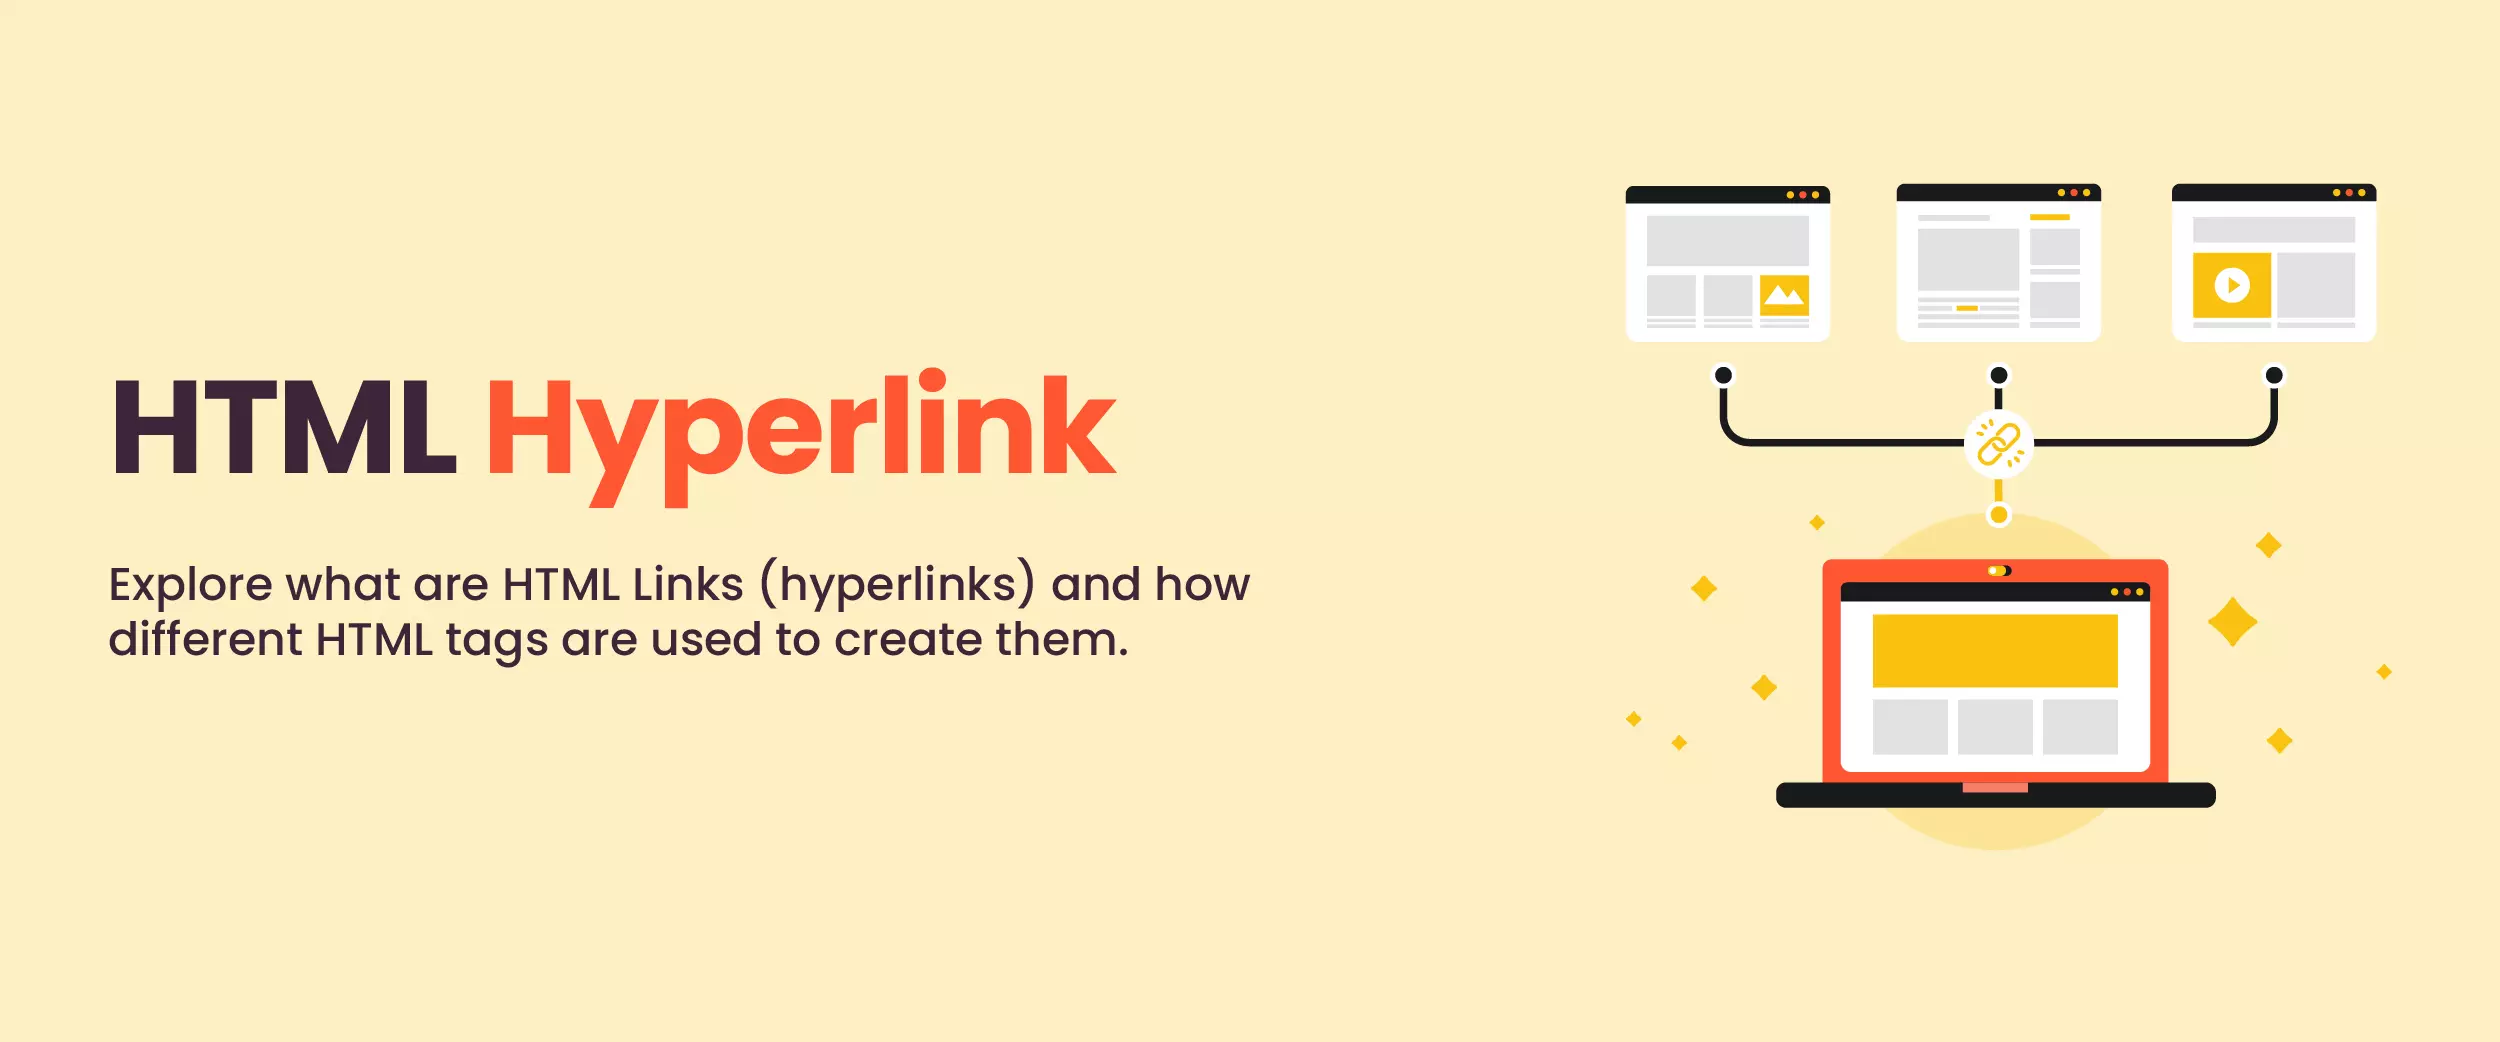 HTML Hyperlink
Explore what are HTML Links (hyperlinks) and how
different HTML tags are used to create them.